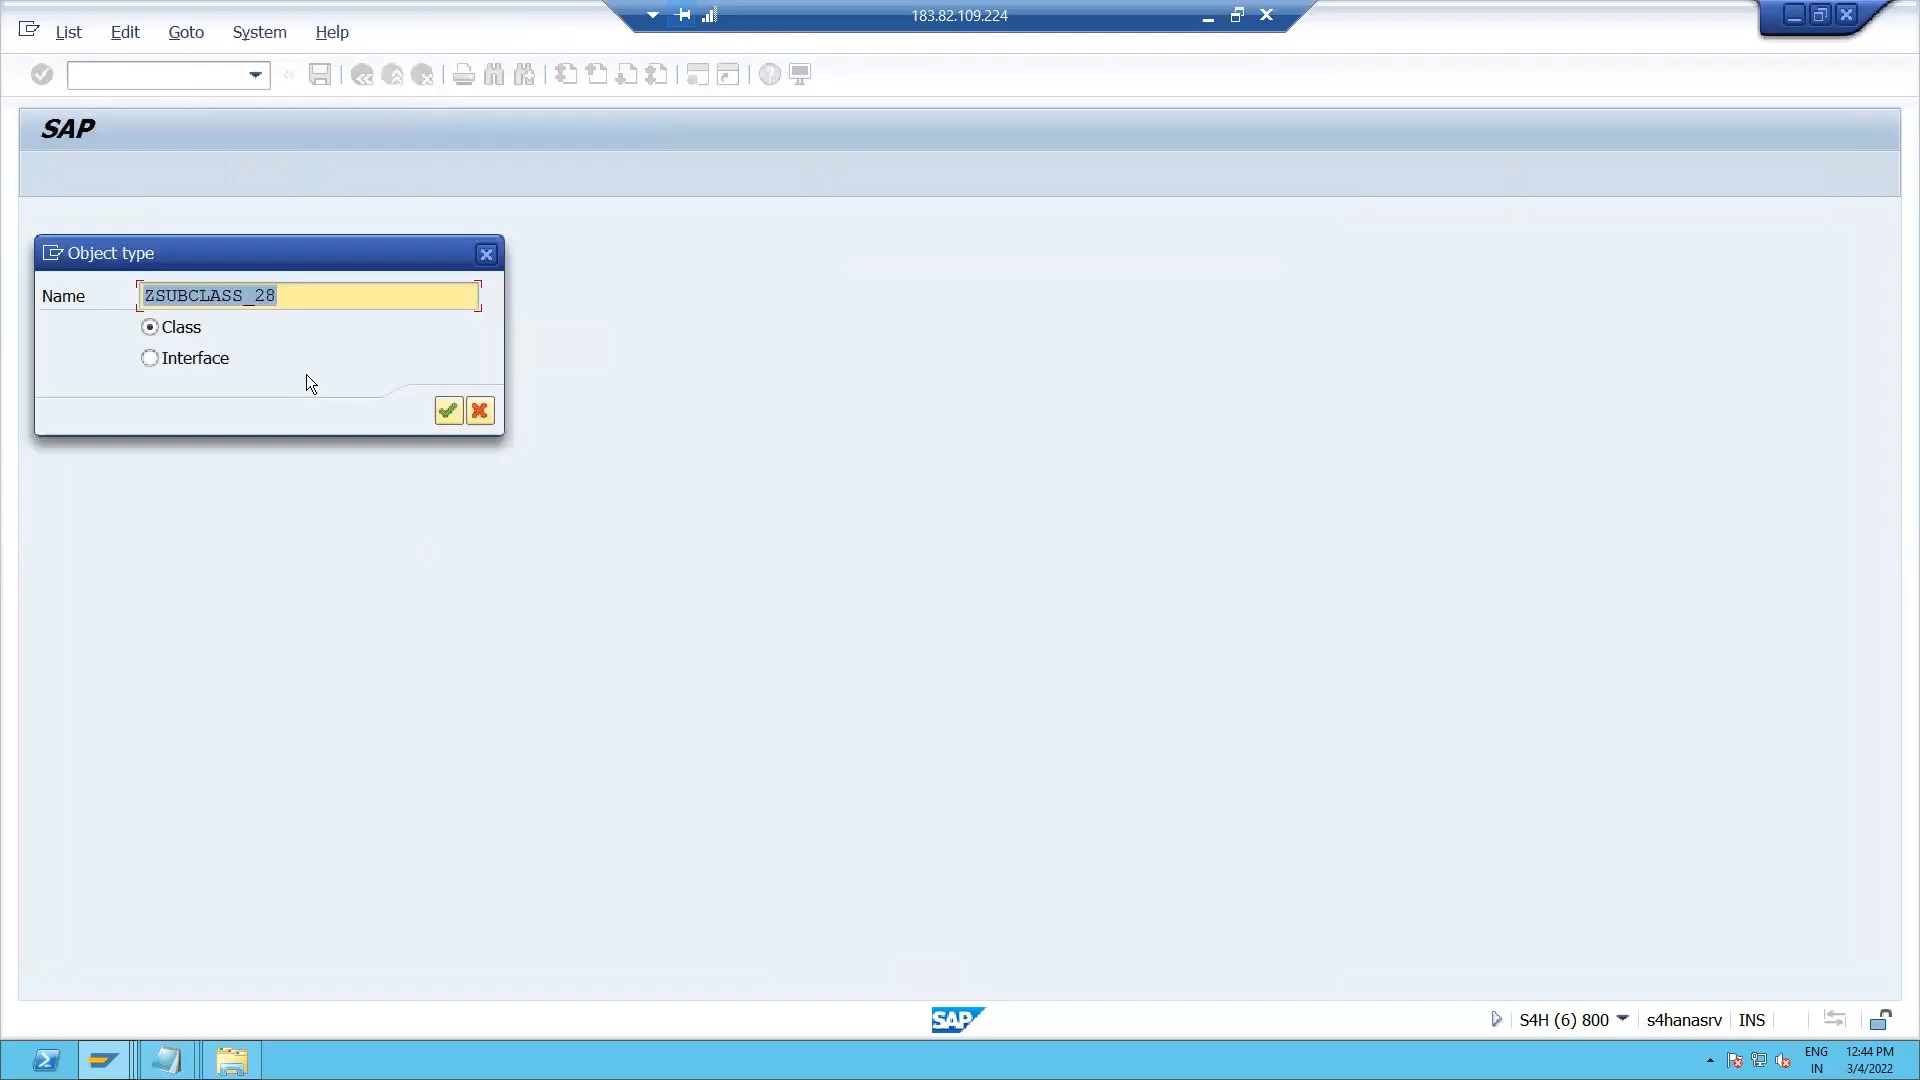 183.82.109.224
List Edit Goto System Help
SAP
Object type
Name ZSUBCLASS_28
Class
Interface
SAP
S4H (6) 800 s4hanasrv INS
ENG 12:44 PM
IN 3/4/2022